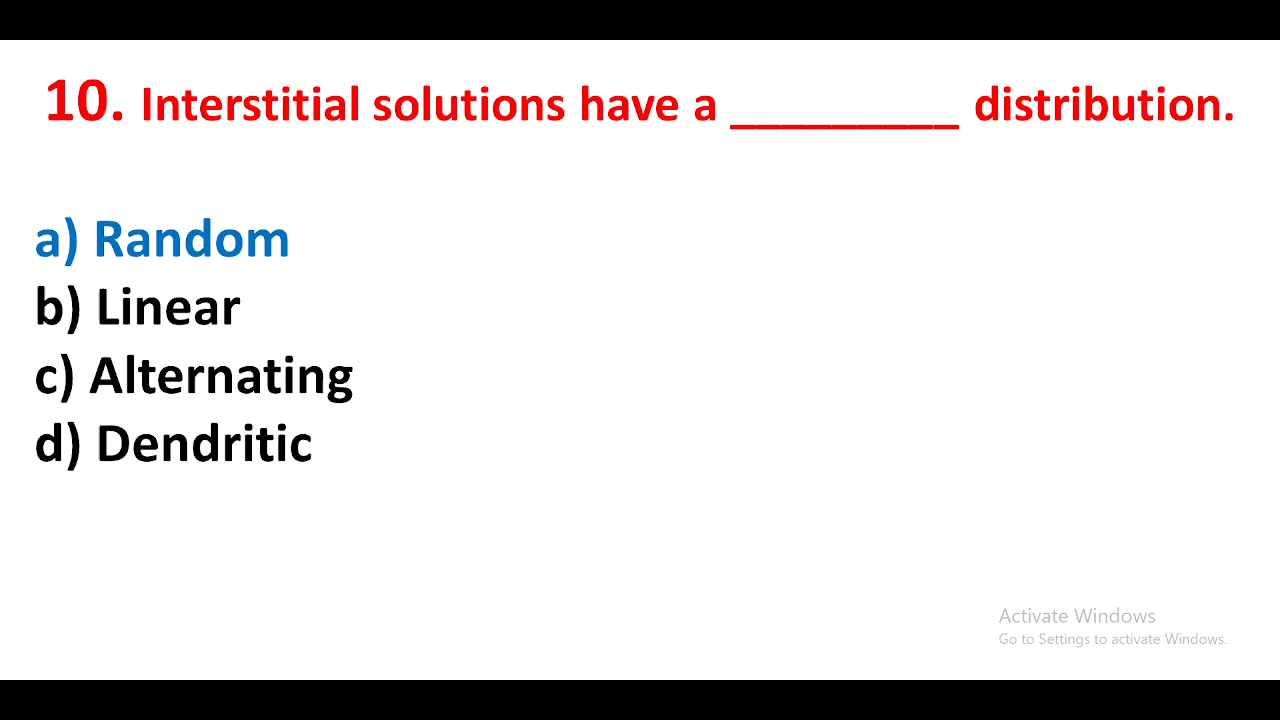 10. Interstitial solutions have a _________ distribution.
a) Random
b) Linear
c) Alternating
d) Dendritic
Activate Windows
Go to Settings to activate Windows.